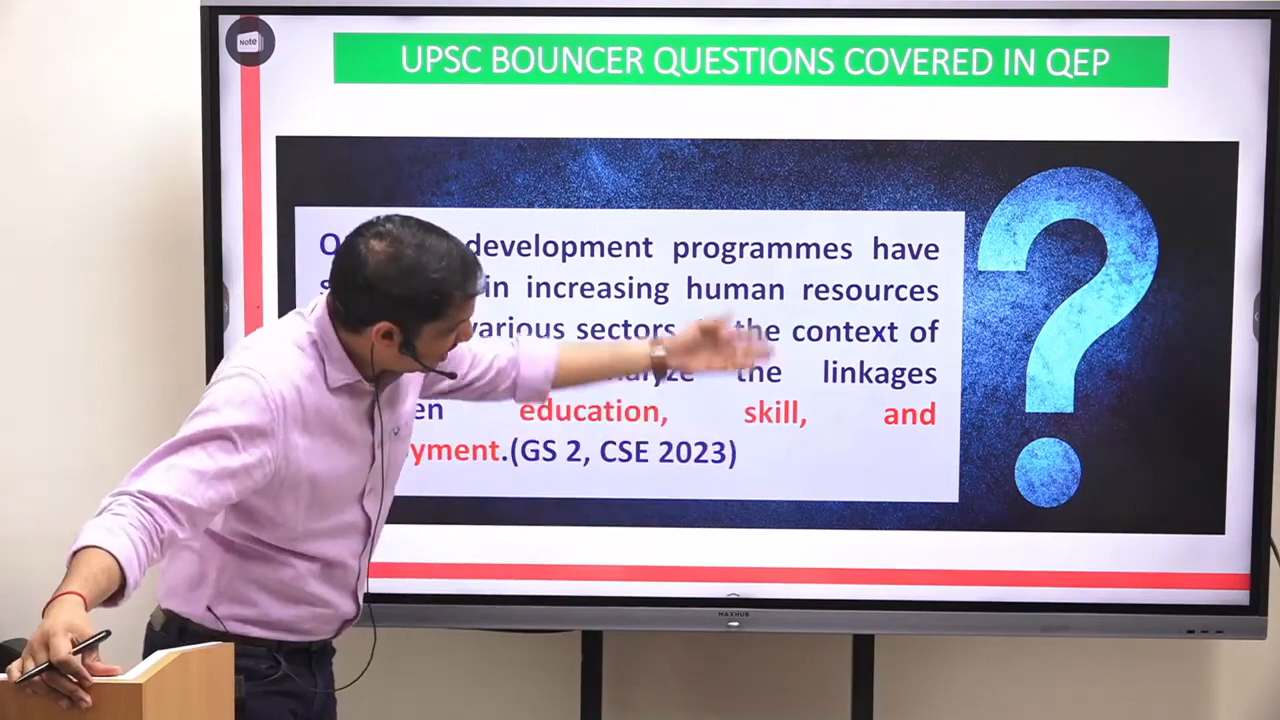 Note
UPSC BOUNCER QUESTIONS COVERED IN QEP
development programmes have
in increasing human resources
various sectors the context of
the linkages
education, skill, and
.(GS 2, CSE 2023)
MAXHUB